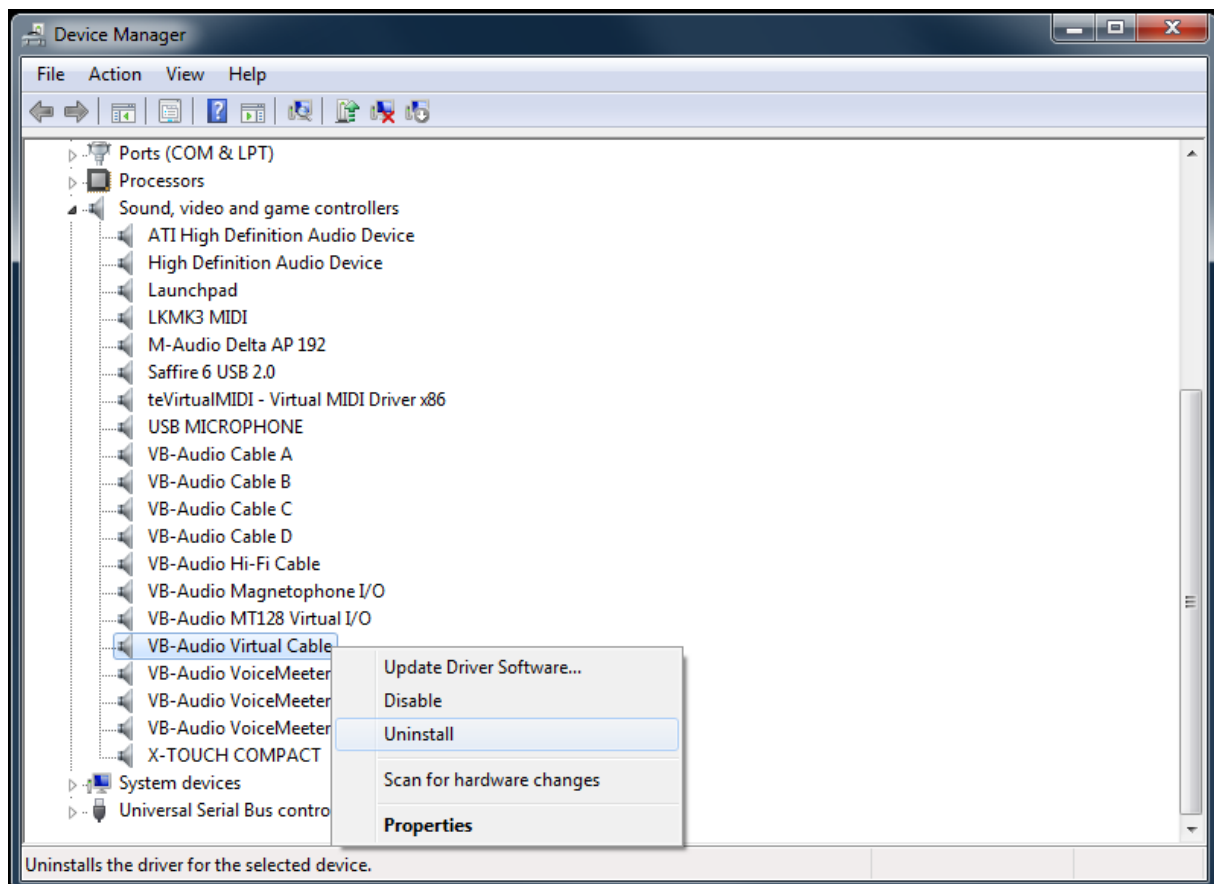 Device Manager
File Action View Help
Ports (COM & LPT)
Processors
Sound, video and game controllers
ATI High Definition Audio Device
High Definition Audio Device
Launchpad
LKMK3 MIDI
M-Audio Delta AP 192
Saffire 6 USB 2.0
teVirtualMIDI - Virtual MIDI Driver x86
USB MICROPHONE
VB-Audio Cable A
VB-Audio Cable B
VB-Audio Cable C
VB-Audio Cable D
VB-Audio Hi-Fi Cable
VB-Audio Magnetophone I/O
VB-Audio MT128 Virtual I/O
VB-Audio Virtual Cable
VB-Audio VoiceMeeter
VB-Audio VoiceMeeter
VB-Audio VoiceMeeter
X-TOUCH COMPACT
System devices
Universal Serial Bus contro
Update Driver Software...
Disable
Uninstall
Scan for hardware changes
Properties
Uninstalls the driver for the selected device.